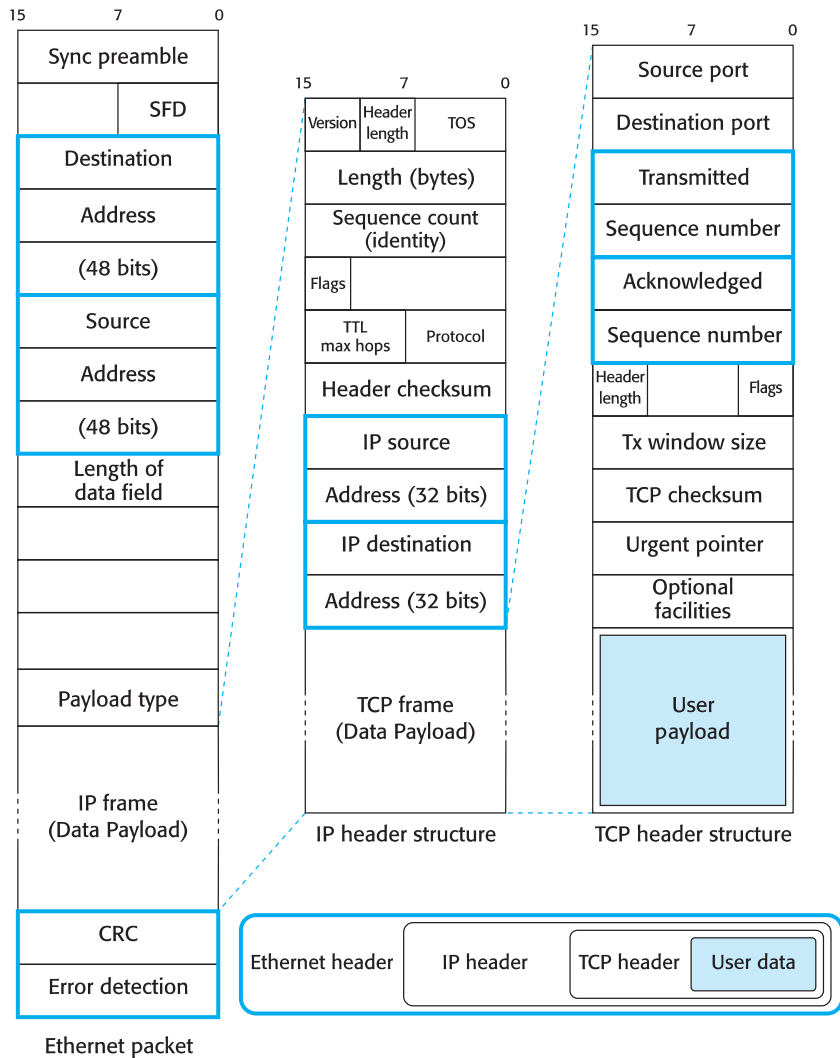 15 7 0
Sync preamble
SFD
Destination
Address
(48 bits)
Source
Address
(48 bits)
Length of
data field
Payload type
IP frame
(Data Payload)
CRC
Error detection
Ethernet packet
15 7 0
Version
Header
length
TOS
Length (bytes)
Sequence count
(identity)
Flags
TTL
max hops
Protocol
Header checksum
IP source
Address (32 bits)
IP destination
Address (32 bits)
TCP frame
(Data Payload)
IP header structure
15 7 0
Source port
Destination port
Transmitted
Sequence number
Acknowledged
Sequence number
Header
length
Flags
Tx window size
TCP checksum
Urgent pointer
Optional
facilities
User
payload
TCP header structure
Ethernet header
IP header
TCP header
User data